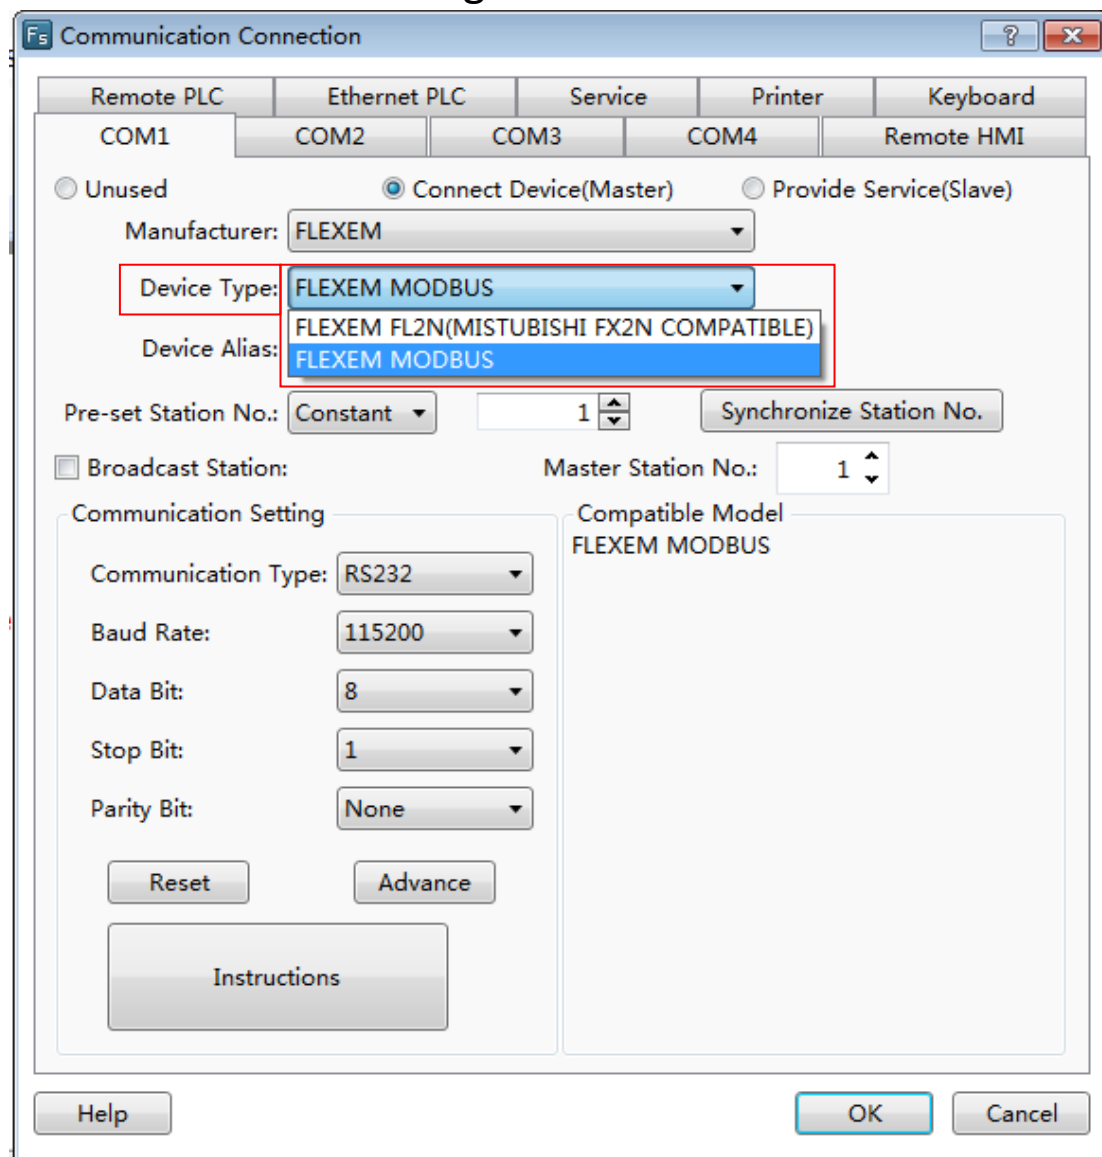 Fs Communication Connection
Remote PLC Ethernet PLC Service Printer Keyboard
COM1 COM2 COM3 COM4 Remote HMI
Unused Connect Device(Master) Provide Service(Slave)
Manufacturer: FLEXEM
Device Type: FLEXEM MODBUS
FLEXEM FL2N(MISTUBISHI FX2N COMPATIBLE)
Device Alias: FLEXEM MODBUS
Pre-set Station No.: Constant 1 Synchronize Station No.
Broadcast Station: Master Station No.: 1
Communication Setting Compatible Model
FLEXEM MODBUS
Communication Type: RS232
Baud Rate: 115200
Data Bit: 8
Stop Bit: 1
Parity Bit: None
Reset Advance
Instructions
Help OK Cancel